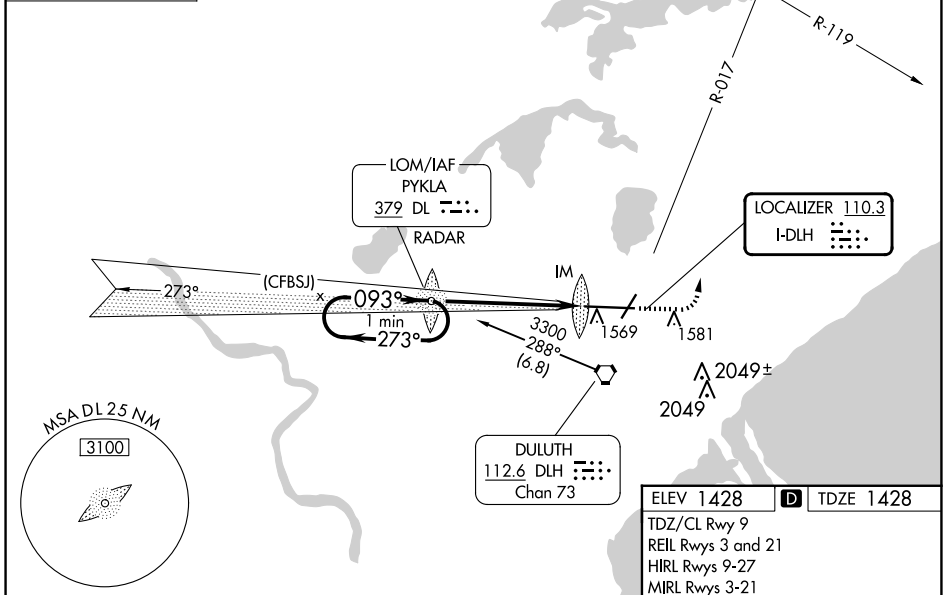 R-119
R-017
LOM/IAF
PYKLA
379 DL
RADAR
LOCALIZER 110.3
I-DLH
IM
(CFBSJ)
273°
x
093°
1 min
273°
3300
288°
(6.8)
1569
1581
2049±
2049
MSA DL 25 NM
3100
DULUTH
112.6 DLH
Chan 73
ELEV 1428 D TDZE 1428
TDZ/CL Rwy 9
REIL Rwys 3 and 21
HIRL Rwys 9-27
MIRL Rwys 3-21